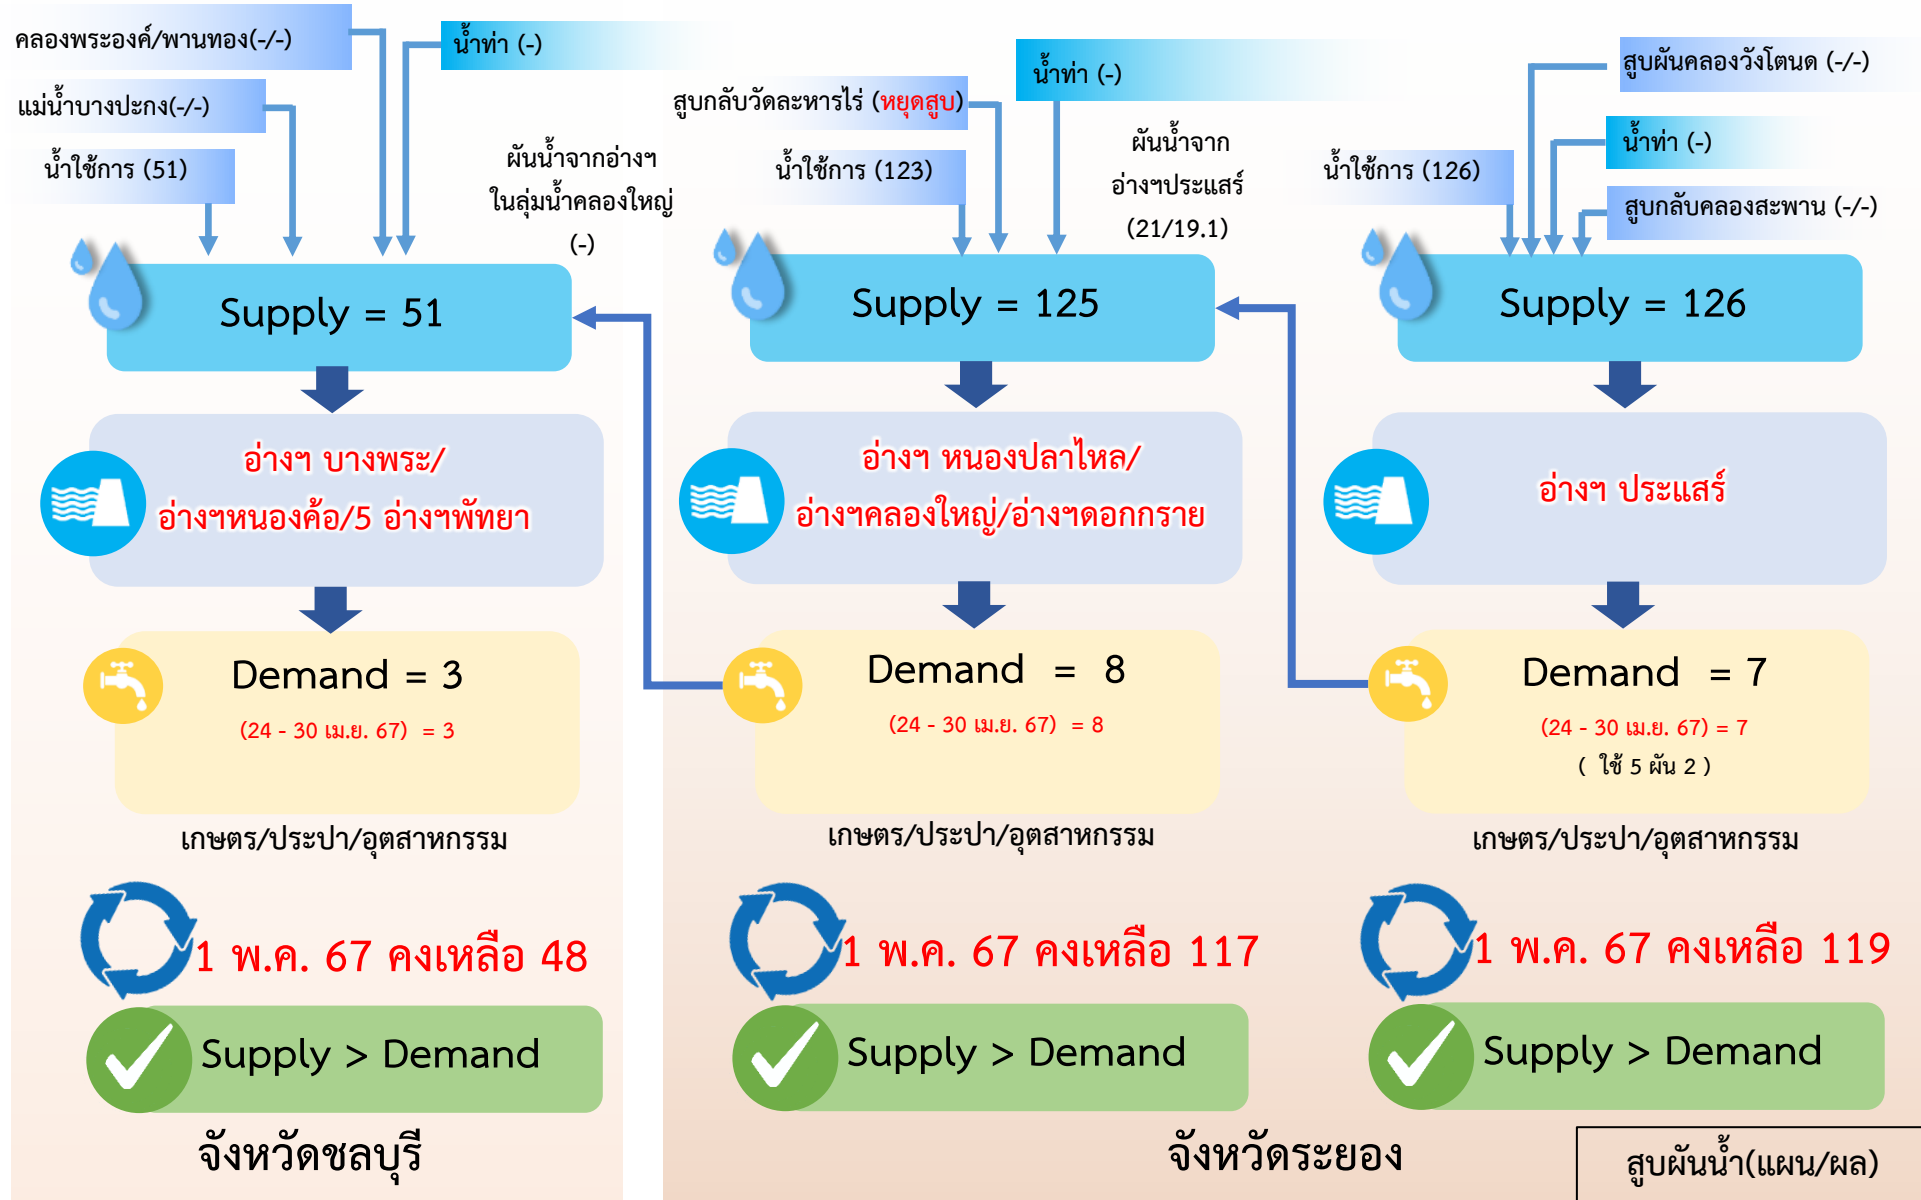 คลองพระองค์/พานทอง(-/-)
น้ำท่า (-)
แม่น้ำบางปะกง(-/-)
น้ำใช้การ (51)
ผันน้ำจากอ่างฯ
ในลุ่มน้ำคลองใหญ่
(-)
Supply = 51
อ่างฯ บางพระ/
อ่างฯหนองค้อ/5 อ่างฯพัทยา
Demand = 3
(24 - 30 เม.ย. 67) = 3
เกษตร/ประปา/อุตสาหกรรม
1 พ.ค. 67 คงเหลือ 48
Supply > Demand
จังหวัดชลบุรี
น้ำท่า (-)
สูบกลับวัดละหารไร่ (หยุดสูบ)
น้ำใช้การ (123)
ผันน้ำจาก
อ่างฯประแสร์
(21/19.1)
Supply = 125
อ่างฯ หนองปลาไหล/
อ่างฯคลองใหญ่/อ่างฯดอกกราย
Demand = 8
(24 - 30 เม.ย. 67) = 8
เกษตร/ประปา/อุตสาหกรรม
1 พ.ค. 67 คงเหลือ 117
Supply > Demand
สูบผันคลองวังโตนด (-/-)
น้ำท่า (-)
น้ำใช้การ (126)
สูบกลับคลองสะพาน (-/-)
Supply = 126
อ่างฯ ประแสร์
Demand = 7
(24 - 30 เม.ย. 67) = 7
( ใช้ 5 ผัน 2 )
เกษตร/ประปา/อุตสาหกรรม
1 พ.ค. 67 คงเหลือ 119
Supply > Demand
จังหวัดระยอง
สูบผันน้ำ(แผน/ผล)